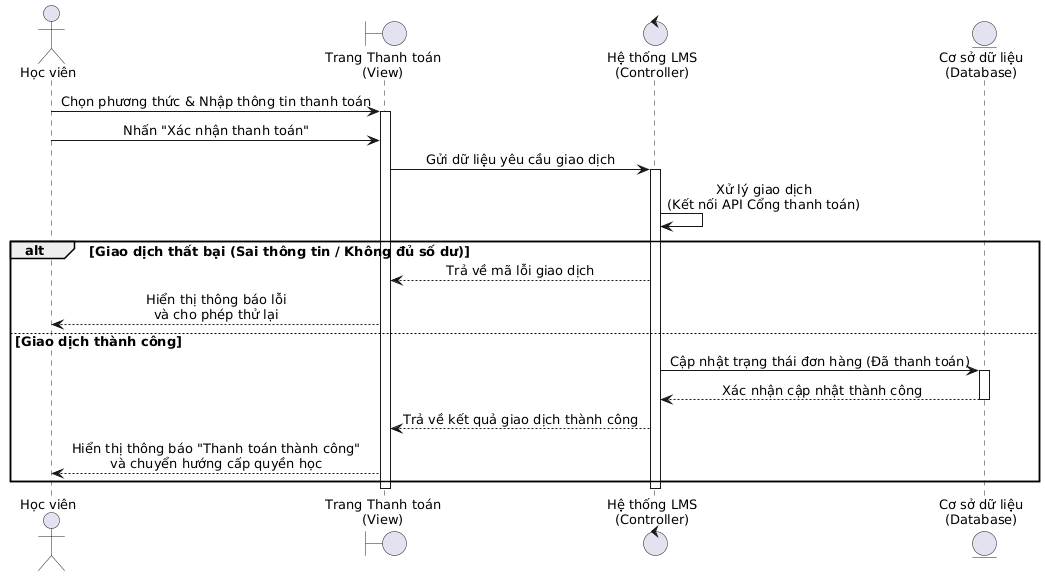 Học viên
Trang Thanh toán
(View)
Hệ thống LMS
(Controller)
Cơ sở dữ liệu
(Database)
Chọn phương thức & Nhập thông tin thanh toán
Nhấn "Xác nhận thanh toán"
Gửi dữ liệu yêu cầu giao dịch
Xử lý giao dịch
(Kết nối API Cổng thanh toán)
alt [Giao dịch thất bại (Sai thông tin / Không đủ số dư)]
Trả về mã lỗi giao dịch
Hiển thị thông báo lỗi
và cho phép thử lại
[Giao dịch thành công]
Cập nhật trạng thái đơn hàng (Đã thanh toán)
Xác nhận cập nhật thành công
Trả về kết quả giao dịch thành công
Hiển thị thông báo "Thanh toán thành công"
và chuyển hướng cấp quyền học
Học viên
Trang Thanh toán
(View)
Hệ thống LMS
(Controller)
Cơ sở dữ liệu
(Database)